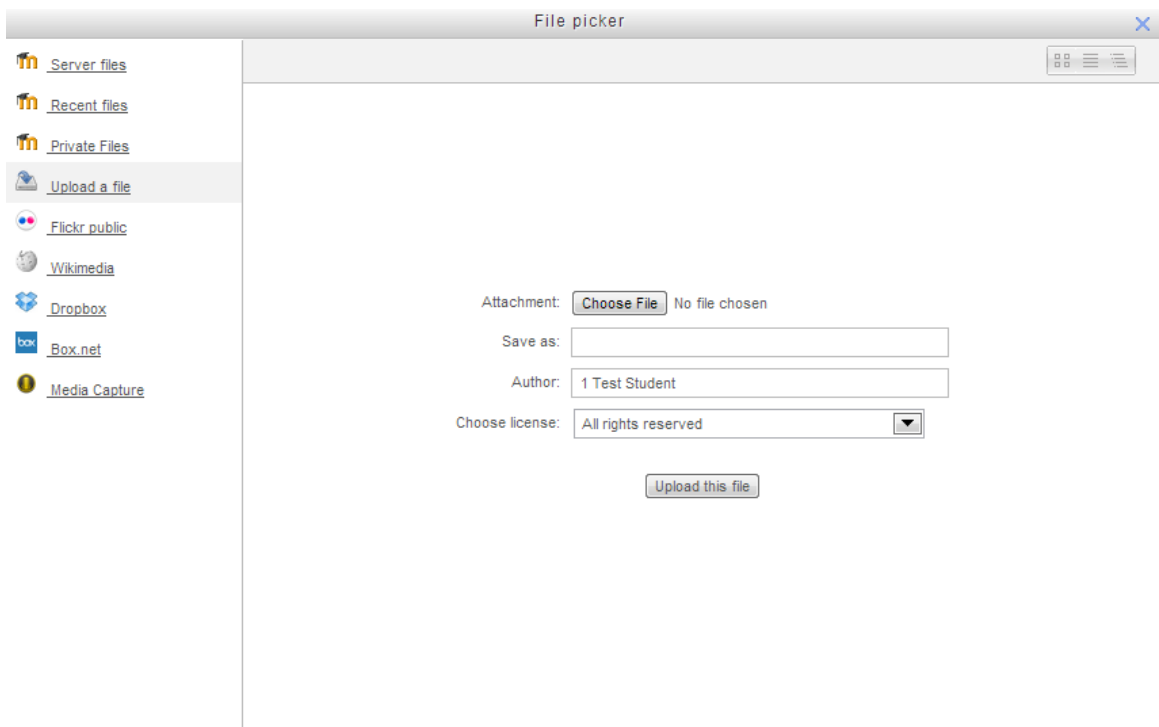 File picker
Server files
Recent files
Private Files
Upload a file
Flickr public
Wikimedia
Dropbox
box
Box.net
Media Capture
Attachment: Choose File No file chosen
Save as:
Author: 1 Test Student
Choose license: All rights reserved
Upload this file